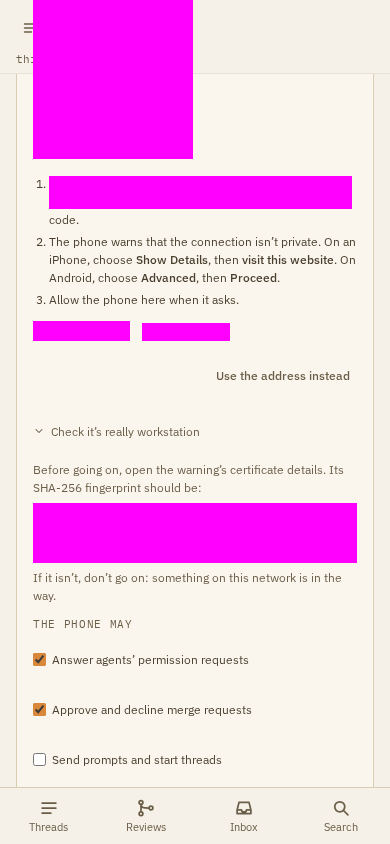 thi
1.
code.
2. The phone warns that the connection isn’t private. On an
iPhone, choose Show Details, then visit this website. On
Android, choose Advanced, then Proceed.
3. Allow the phone here when it asks.
Use the address instead
Check it’s really workstation
Before going on, open the warning’s certificate details. Its
SHA-256 fingerprint should be:
If it isn’t, don’t go on: something on this network is in the
way.
THE PHONE MAY
Answer agents’ permission requests
Approve and decline merge requests
Send prompts and start threads
Threads Reviews Inbox Search